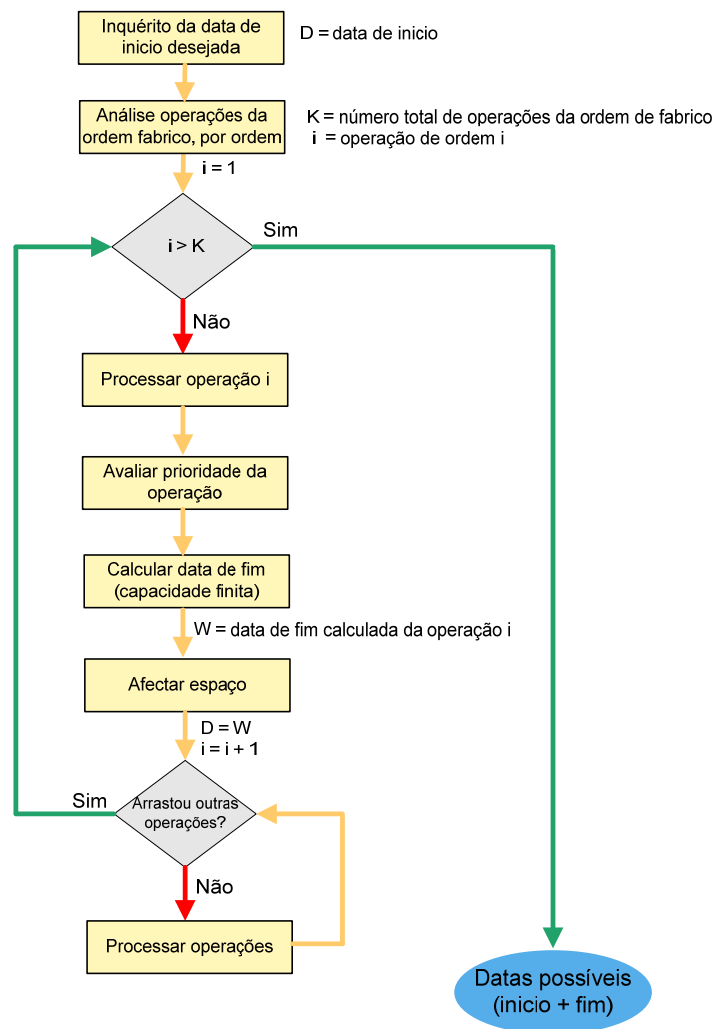 Inquérito da data de
inicio desejada
D = data de inicio
Análise operações da
ordem fabrico, por ordem
K = número total de operações da ordem de fabrico
i = operação de ordem i
i = 1
i > K
Sim
Não
Processar operação i
Avaliar prioridade da
operação
Calcular data de fim
(capacidade finita)
W = data de fim calculada da operação i
Afectar espaço
D = W
i = i + 1
Sim
Arrastou outras
operações?
Não
Processar operações
Datas possíveis
(inicio + fim)